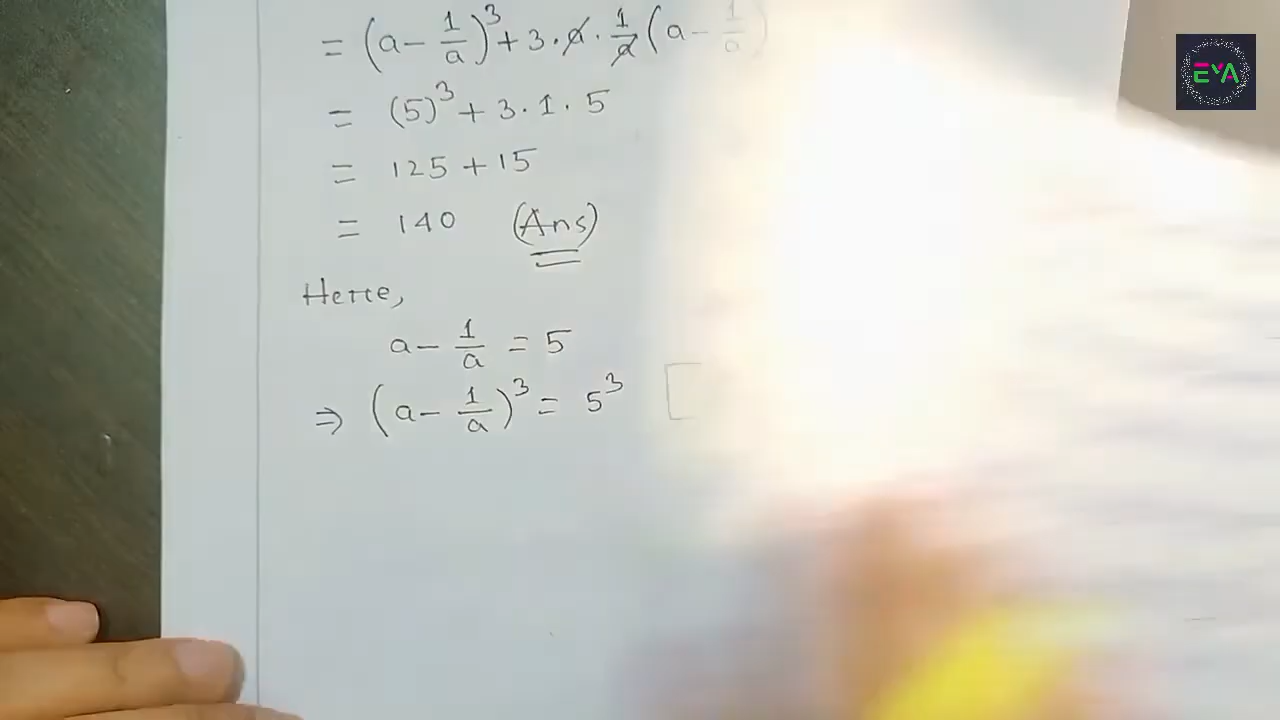 = (a - 1/a)³ + 3 · a · 1/a (a - 1/a)
= (5)³ + 3 · 1 · 5
= 125 + 15
= 140 (Ans)
Here,
a - 1/a = 5
⇒ (a - 1/a)³ = 5³
EYA